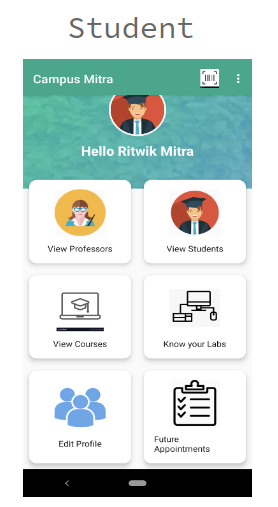 Student
Campus Mitra
Hello Ritwik Mitra
View Professors
View Students
View Courses
Know your Labs
Edit Profile
Future
Appointments